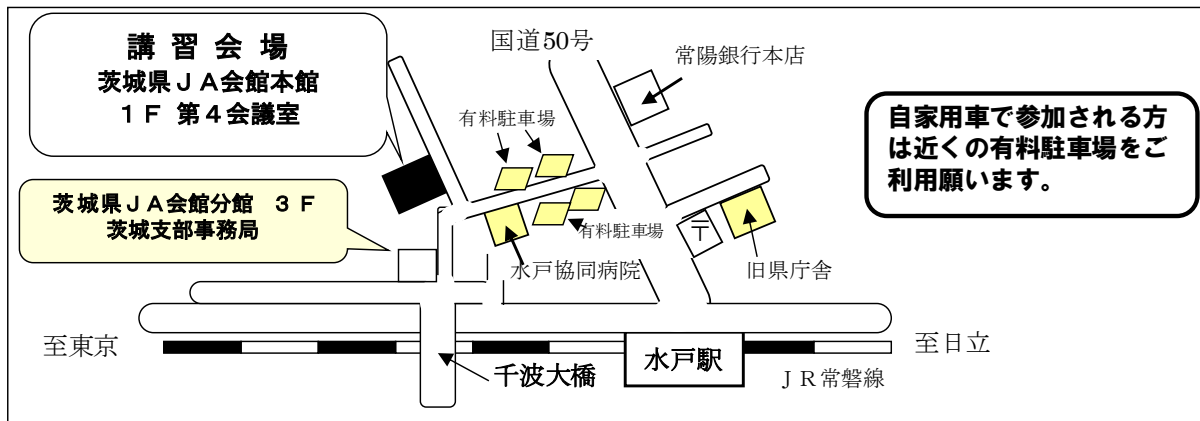 講 習 会 場
茨城県ＪＡ会館本館
１Ｆ 第４会議室
国道50号
常陽銀行本店
有料駐車場
自家用車で参加される方
は近くの有料駐車場をご
利用願います。
茨城県ＪＡ会館分館　３Ｆ
茨城支部事務局
有料駐車場
〒
水戸協同病院
旧県庁舎
至東京
水戸駅
至日立
千波大橋
ＪＲ常磐線